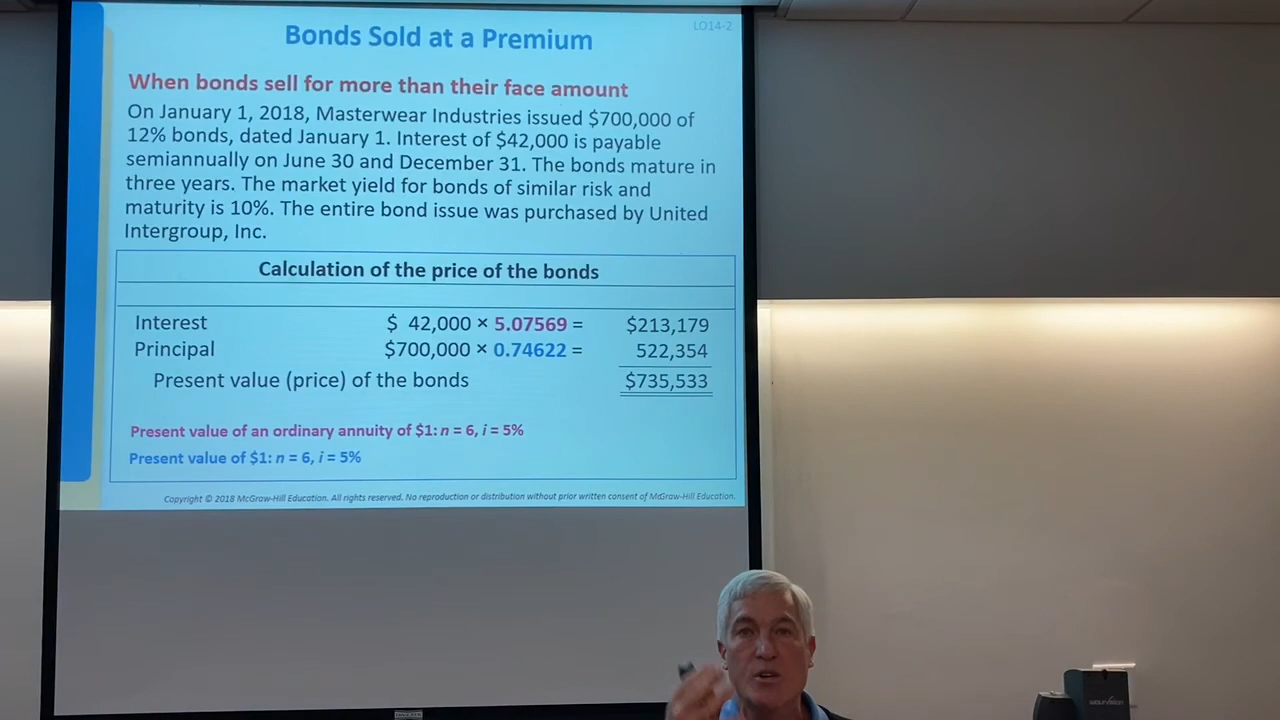 LO14-2
Bonds Sold at a Premium
When bonds sell for more than their face amount
On January 1, 2018, Masterwear Industries issued $700,000 of
12% bonds, dated January 1. Interest of $42,000 is payable
semiannually on June 30 and December 31. The bonds mature in
three years. The market yield for bonds of similar risk and
maturity is 10%. The entire bond issue was purchased by United
Intergroup, Inc.
Calculation of the price of the bonds
Interest $ 42,000 × 5.07569 = $213,179
Principal $700,000 × 0.74622 = 522,354
Present value (price) of the bonds $735,533
Present value of an ordinary annuity of $1: n = 6, i = 5%
Present value of $1: n = 6, i = 5%
Copyright © 2018 McGraw-Hill Education. All rights reserved. No reproduction or distribution without prior written consent of McGraw-Hill Education.